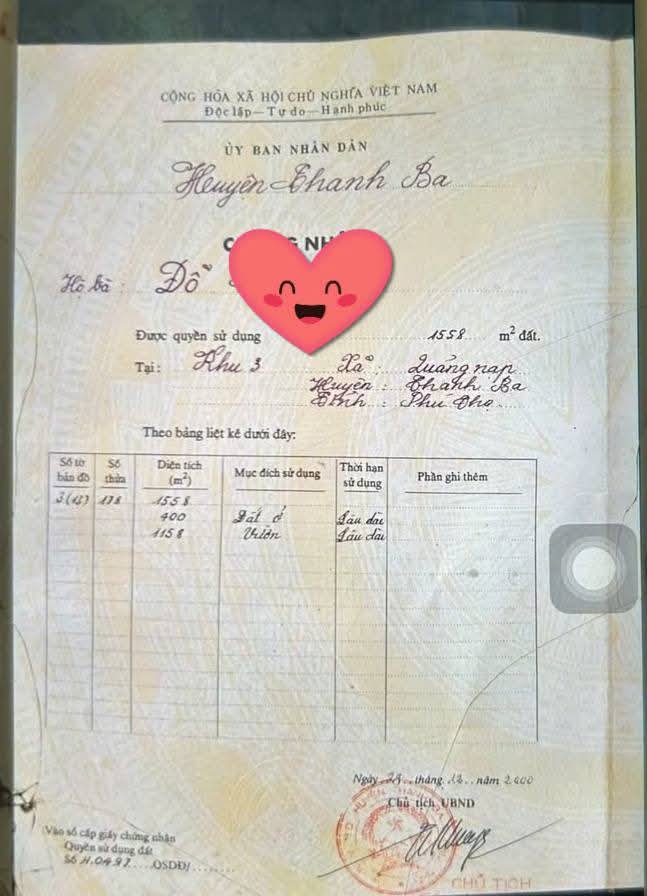 CỘNG HÒA XÃ HỘI CHỦ NGHĨA VIỆT NAM
Độc lập — Tự do — Hạnh phúc
ỦY BAN NHÂN DÂN
Huyện Thanh Ba
Hộ bà : Đỗ
Được quyền sử dụng 1558 m² đất.
Tại : Khu 3 Xã : Quảng nạp
Huyện : Thanh Ba
Tỉnh : Phú Thọ
Theo bảng liệt kê dưới đây:
Số tờ bản đồ Số thửa Diện tích (m²) Mục đích sử dụng Thời hạn sử dụng Phần ghi thêm
178 1558
400 Đất ở Lâu dài
1158 Vườn Lâu dài
Ngày tháng 12 năm 2000
Chủ tịch UBND
Vào sổ cấp giấy chứng nhận
Quyền sử dụng đất
Số H.0497 QSDĐ/
CHỦ TỊCH